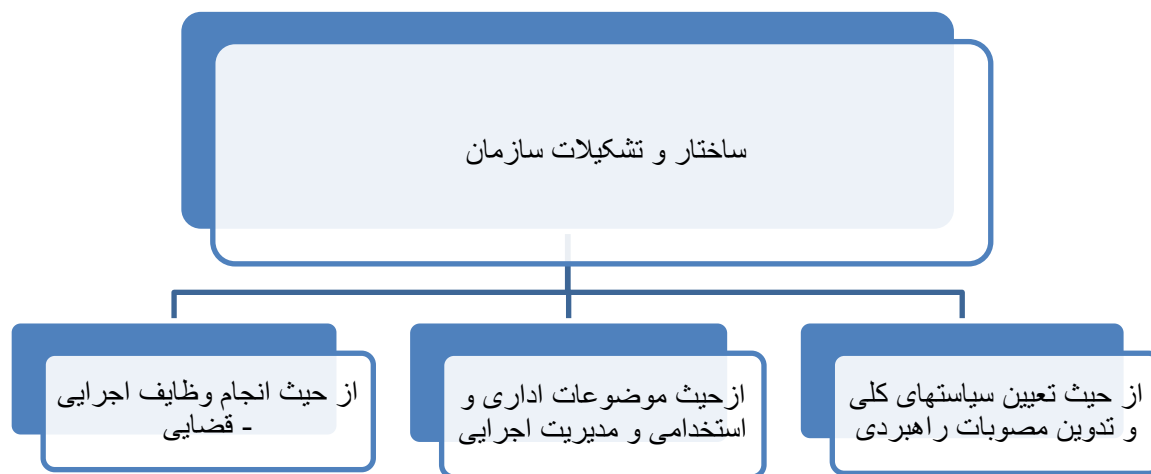 ساختار و تشکیلات سازمان
از حیث تعیین سیاستهای کلی
و تدوین مصوبات راهبردی
ازحیث موضوعات اداری و
استخدامی و مدیریت اجرایی
از حیث انجام وظایف اجرایی
- قضایی